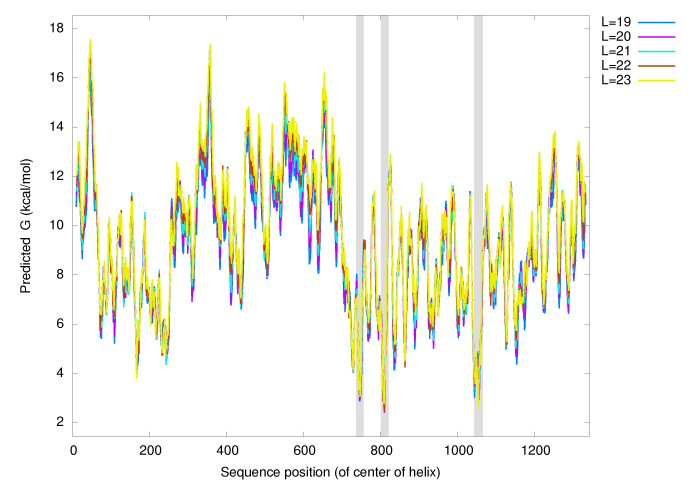 18
16
14
12
10
8
6
4
2
Predicted G (kcal/mol)
0
200
400
600
800
1000
1200
Sequence position (of center of helix)
L=19
L=20
L=21
L=22
L=23